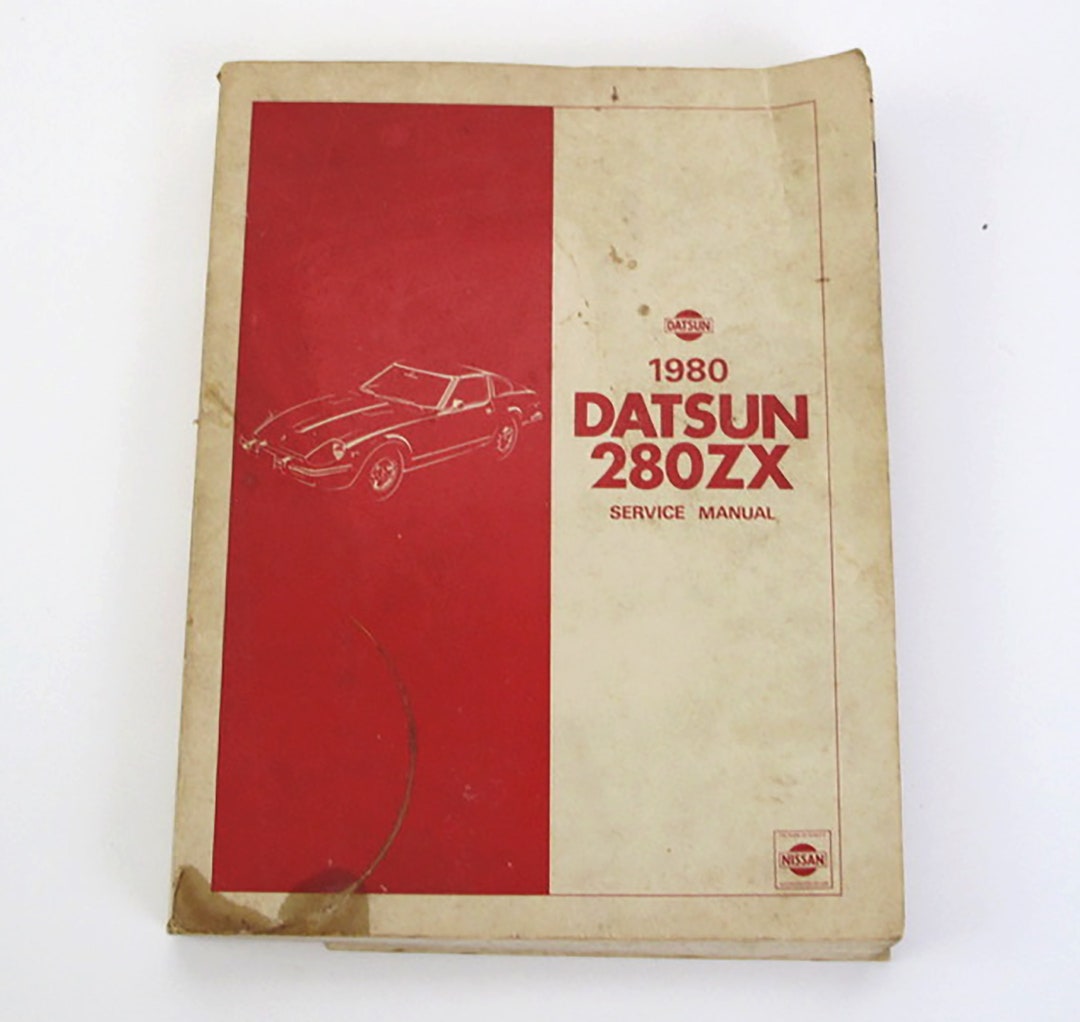 DATSUN
1980
DATSUN
280ZX
SERVICE MANUAL
NISSAN